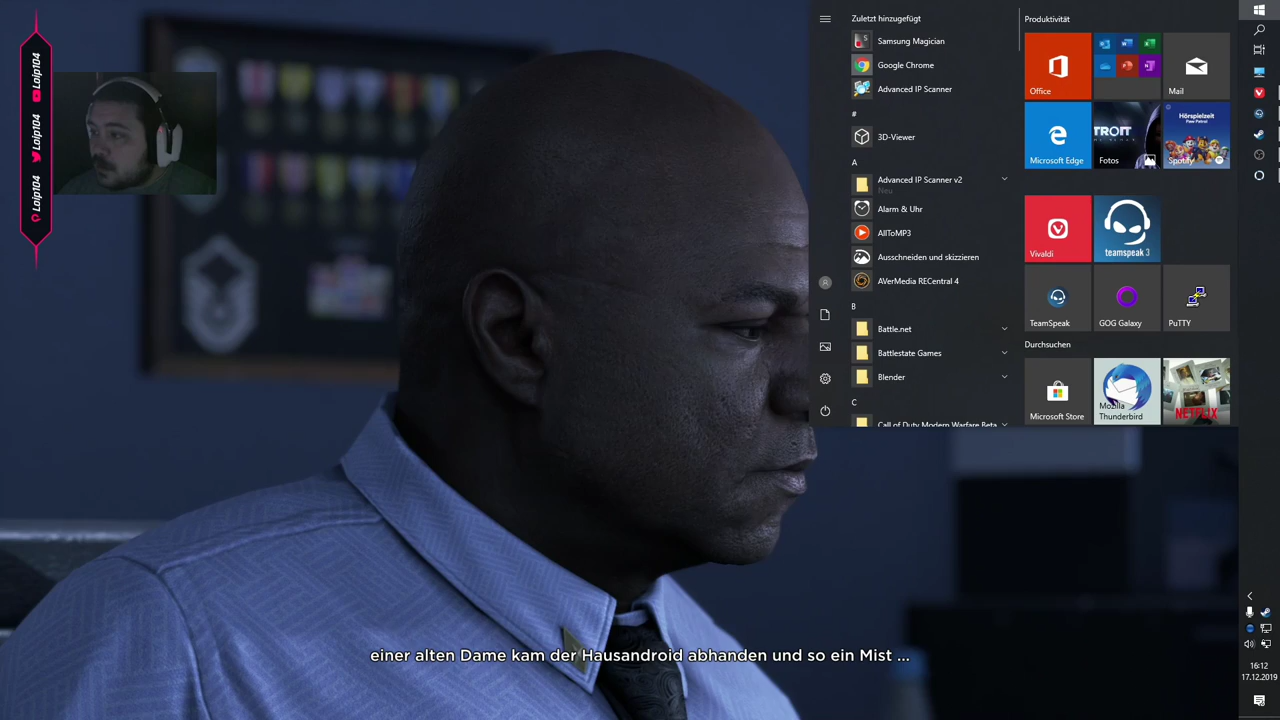 Loip104
Loip104
Loip104
Zuletzt hinzugefügt
Samsung Magician
Google Chrome
Advanced IP Scanner
#
3D-Viewer
A
Advanced IP Scanner v2
Neu
Alarm & Uhr
AllToMP3
Ausschneiden und skizzieren
AVerMedia RECentral 4
B
Battle.net
Battlestate Games
Blender
C
Call of Duty Modern Warfare Beta
Produktivität
Office
Mail
Microsoft Edge
TROIT
Fotos
Hörspielzeit
Paw Patrol
Spotify
Vivaldi
teamspeak 3
TeamSpeak
GOG Galaxy
PuTTY
Durchsuchen
Microsoft Store
Mozilla
Thunderbird
NETFLIX
einer alten Dame kam der Hausandroid abhanden und so ein Mist ...
16:12
17.12.2019